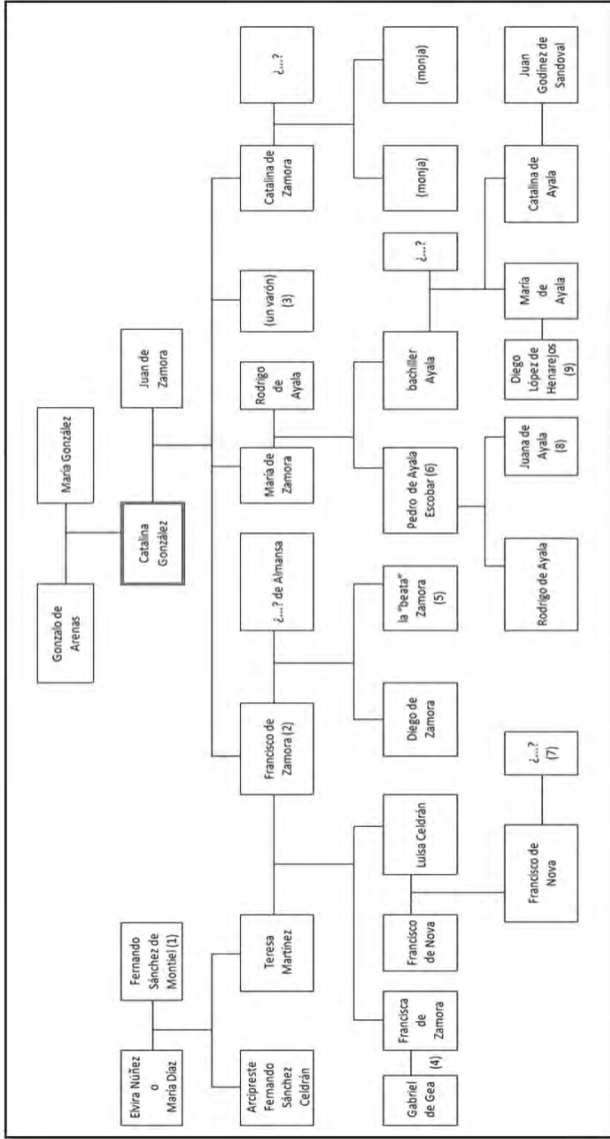 Gonzalo de
Arenas
María González
Catalina
González
Juan de
Zamora
Elvira Núñez
o
María Díaz
Fernando
Sánchez de
Montiel (1)
Arcipreste
Fernando
Sánchez
Celdrán
Teresa
Martínez
Francisco de
Zamora (2)
¿...? de Almansa
María de
Zamora
Rodrigo
de
Ayala
(un varón)
(3)
Catalina de
Zamora
¿...?
Gabriel
de Gea
(4)
Francisca
de
Zamora
Francisco
de Nova
Luisa Celdrán
Diego de
Zamora
la "beata"
Zamora
(5)
Pedro de Ayala
Escobar (6)
bachiller
Ayala
¿...?
(monja)
(monja)
Francisco de
Nova
¿...?
(7)
Rodrigo de Ayala
Juana de
Ayala
(8)
Diego
López de
Henarejos
(9)
María
de
Ayala
Catalina de
Ayala
Juan
Godínez de
Sandoval